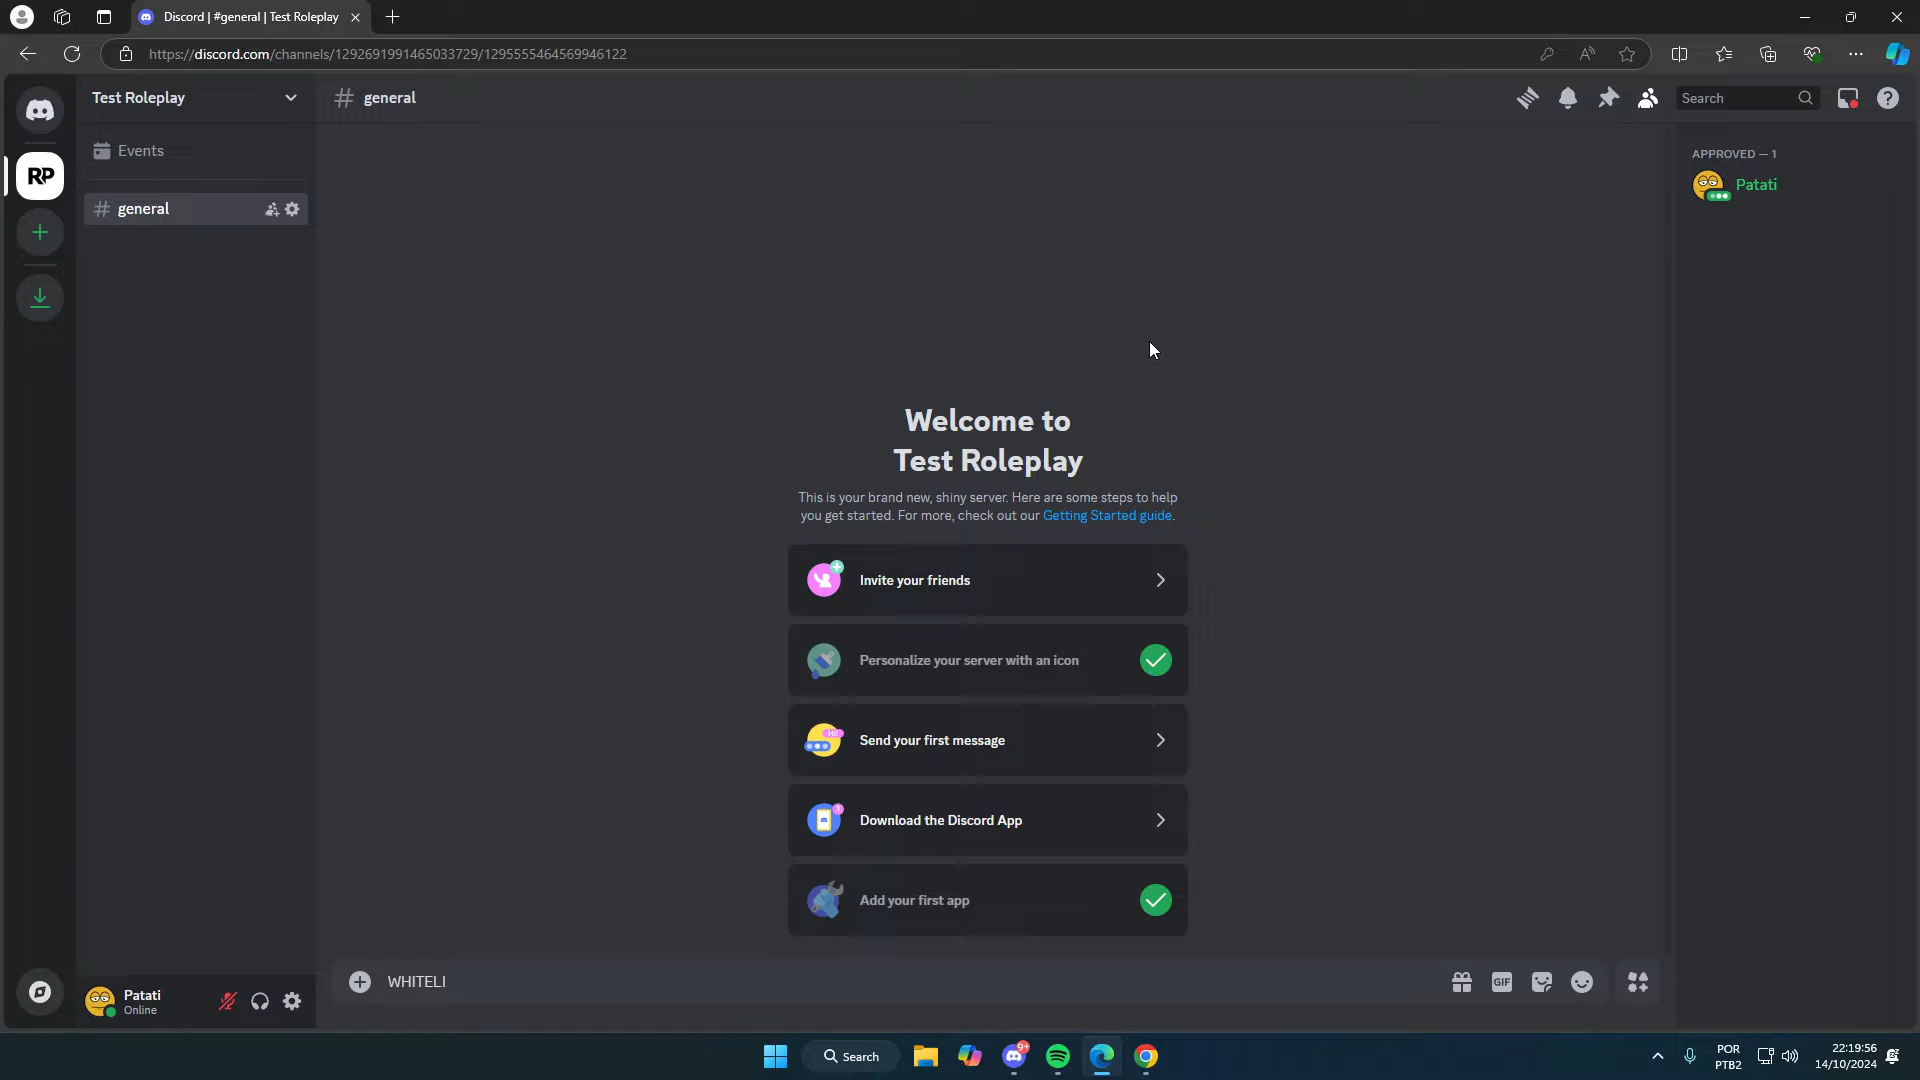 Discord | #general | Test Roleplay
https://discord.com/channels/1292691991465033729/1295555464569946122
Test Roleplay
general
Search
Events
RP
general
APPROVED — 1
Patati
Welcome to
Test Roleplay
This is your brand new, shiny server. Here are some steps to help
you get started. For more, check out our Getting Started guide.
Invite your friends
Personalize your server with an icon
Send your first message
Download the Discord App
Add your first app
WHITELI
GIF
Patati
Online
Search
9+
POR
PTB2
22:19:56
14/10/2024